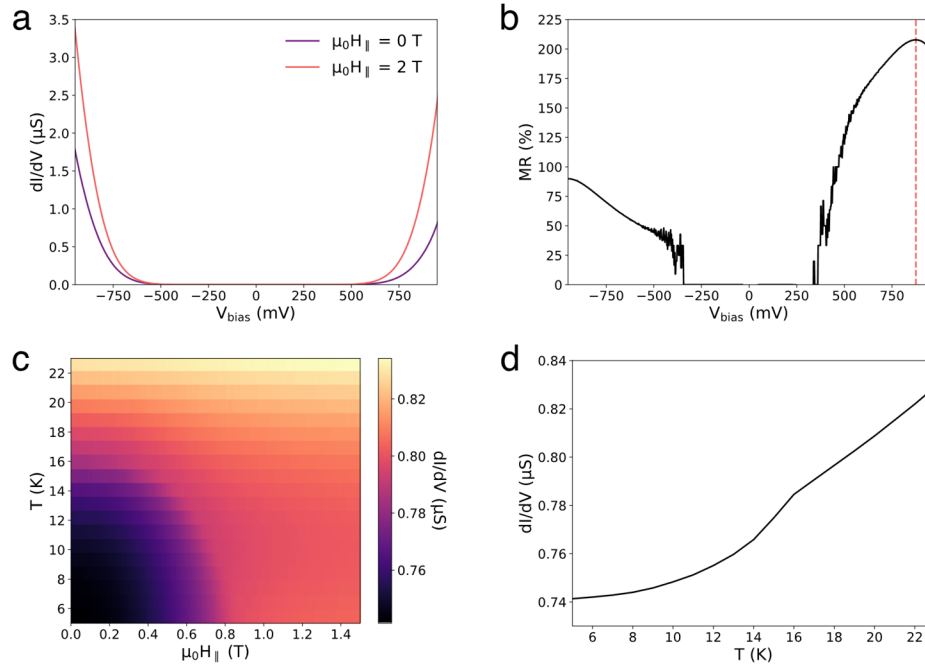 a
3.5
3.0
2.5
2.0
1.5
1.0
0.5
0.0
dI/dV (μS)
μ₀H∥ = 0 T
μ₀H∥ = 2 T
−750 −500 −250 0 250 500 750
V_bias (mV)
b
225
200
175
150
125
100
75
50
25
0
MR (%)
−750 −500 −250 0 250 500 750
V_bias (mV)
c
22
20
18
16
14
12
10
8
6
T (K)
0.0 0.2 0.4 0.6 0.8 1.0 1.2 1.4
μ₀H∥ (T)
0.82
0.80
0.78
0.76
dI/dV (μS)
d
0.84
0.82
0.80
0.78
0.76
0.74
dI/dV (μS)
6 8 10 12 14 16 18 20 22
T (K)